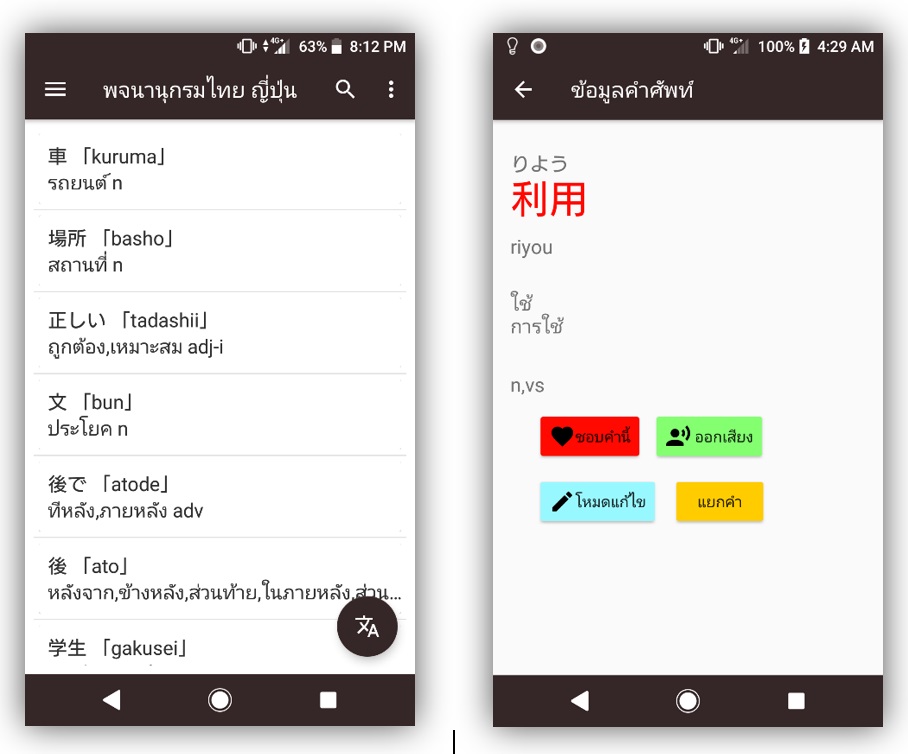 4G+ 63% 8:12 PM
พจนานุกรมไทย ญี่ปุ่น
車 「kuruma」
รถยนต์ n
場所 「basho」
สถานที่ n
正しい 「tadashii」
ถูกต้อง,เหมาะสม adj-i
文 「bun」
ประโยค n
後で 「atode」
ทีหลัง,ภายหลัง adv
後 「ato」
หลังจาก,ข้างหลัง,ส่วนท้าย,ในภายหลัง,ส่วน...
学生 「gakusei」
文A
4G+ 100% 4:29 AM
ข้อมูลคำศัพท์
りよう
利用
riyou
ใช้
การใช้
n,vs
ชอบคำนี้ ออกเสียง
โหมดแก้ไข แยกคำ